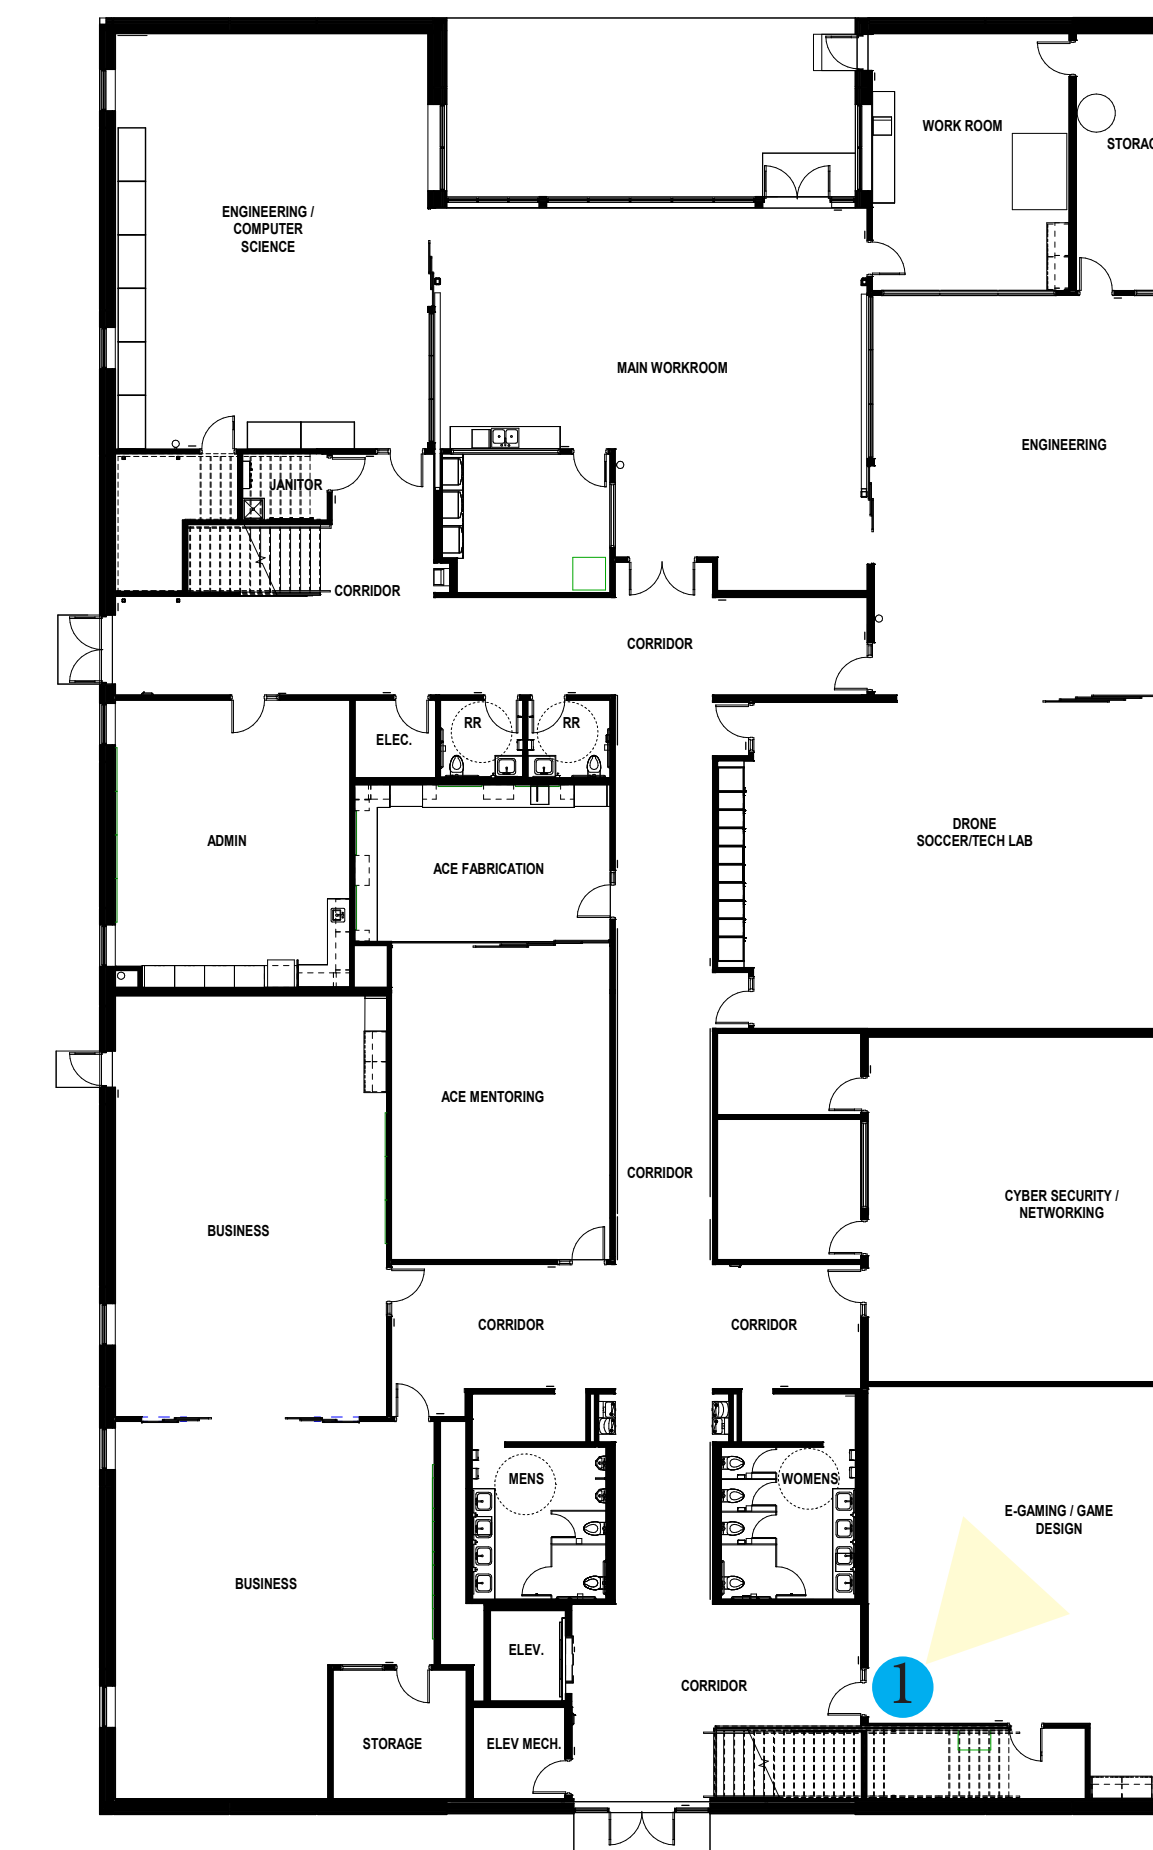 WORK ROOM
STORAG
ENGINEERING /
COMPUTER
SCIENCE
MAIN WORKROOM
ENGINEERING
JANITOR
CORRIDOR
CORRIDOR
RR
RR
ELEC.
ADMIN
ACE FABRICATION
DRONE
SOCCER/TECH LAB
ACE MENTORING
CORRIDOR
CYBER SECURITY /
NETWORKING
BUSINESS
CORRIDOR
CORRIDOR
MENS
WOMENS
E-GAMING / GAME
DESIGN
BUSINESS
ELEV.
CORRIDOR
1
STORAGE
ELEV MECH.